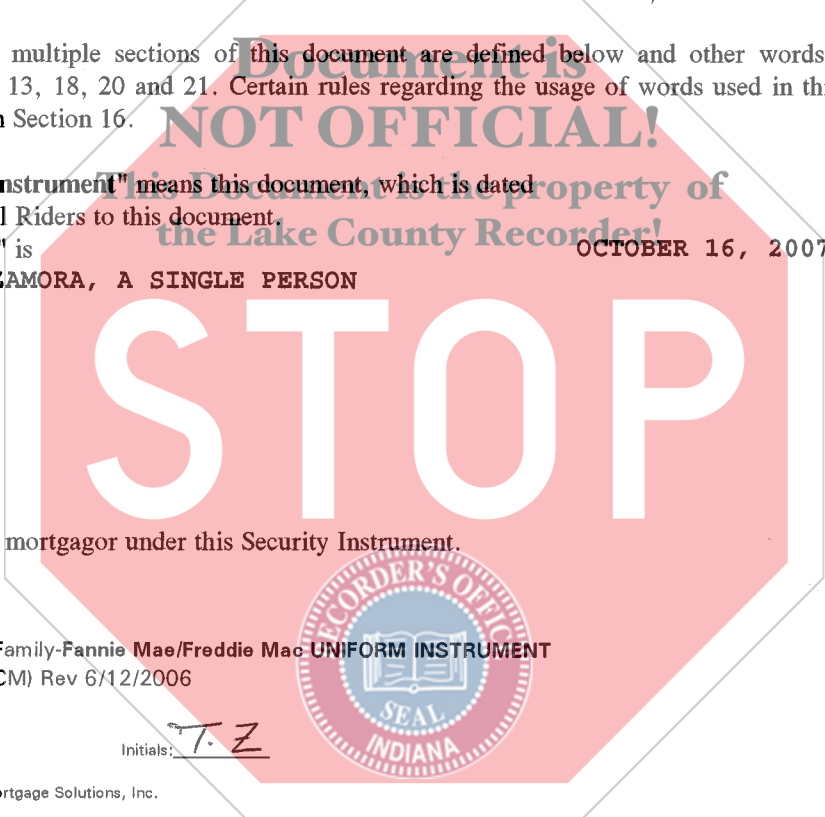 multiple sections of this document are defined below and other words
13, 18, 20 and 21. Certain rules regarding the usage of words used in
Section 16.
Document is
NOT OFFICIAL!
This Document is the property of
the Lake County Recorder!
nstrument" means this document, which is dated
Riders to this document.
" is
OCTOBER 16, 2007
ZAMORA, A SINGLE PERSON
STOP
mortgagor under this Security Instrument.
RECORDER'S OFFIC
SEAL
INDIANA
Family-Fannie Mae/Freddie Mac UNIFORM INSTRUMENT
CM) Rev 6/12/2006
Initials: T. Z
rtgage Solutions, Inc.